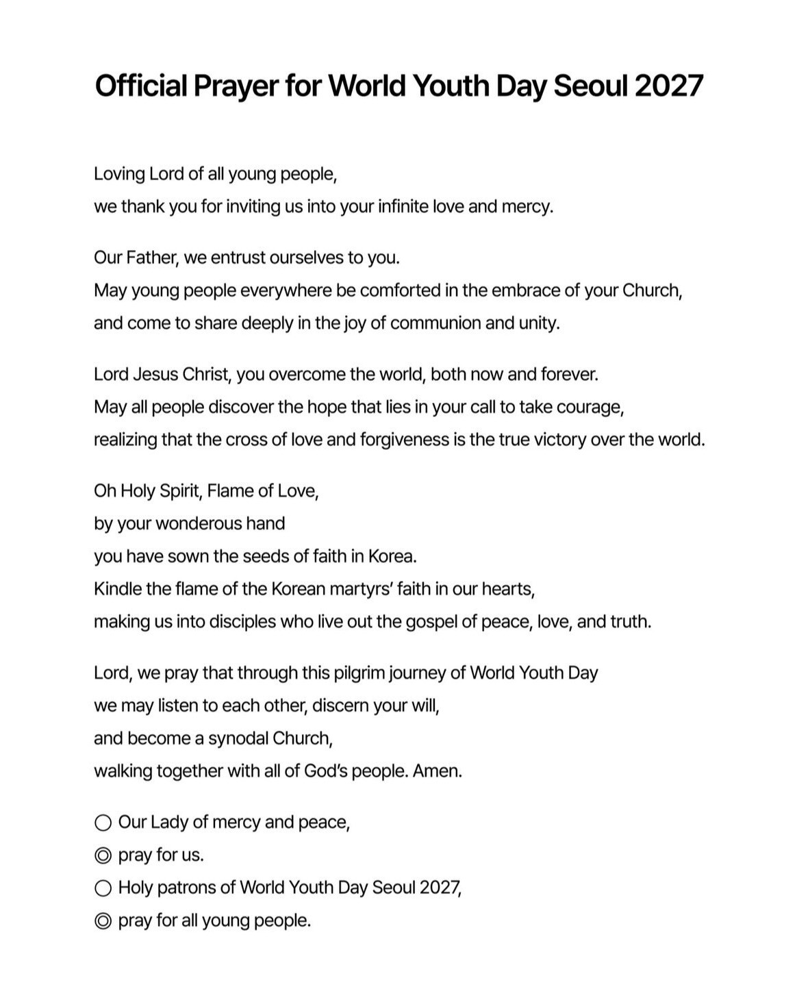 Official Prayer for World Youth Day Seoul 2027
Loving Lord of all young people,
we thank you for inviting us into your infinite love and mercy.
Our Father, we entrust ourselves to you.
May young people everywhere be comforted in the embrace of your Church,
and come to share deeply in the joy of communion and unity.
Lord Jesus Christ, you overcome the world, both now and forever.
May all people discover the hope that lies in your call to take courage,
realizing that the cross of love and forgiveness is the true victory over the world.
Oh Holy Spirit, Flame of Love,
by your wonderous hand
you have sown the seeds of faith in Korea.
Kindle the flame of the Korean martyrs’ faith in our hearts,
making us into disciples who live out the gospel of peace, love, and truth.
Lord, we pray that through this pilgrim journey of World Youth Day
we may listen to each other, discern your will,
and become a synodal Church,
walking together with all of God’s people. Amen.
○ Our Lady of mercy and peace,
◎ pray for us.
○ Holy patrons of World Youth Day Seoul 2027,
◎ pray for all young people.